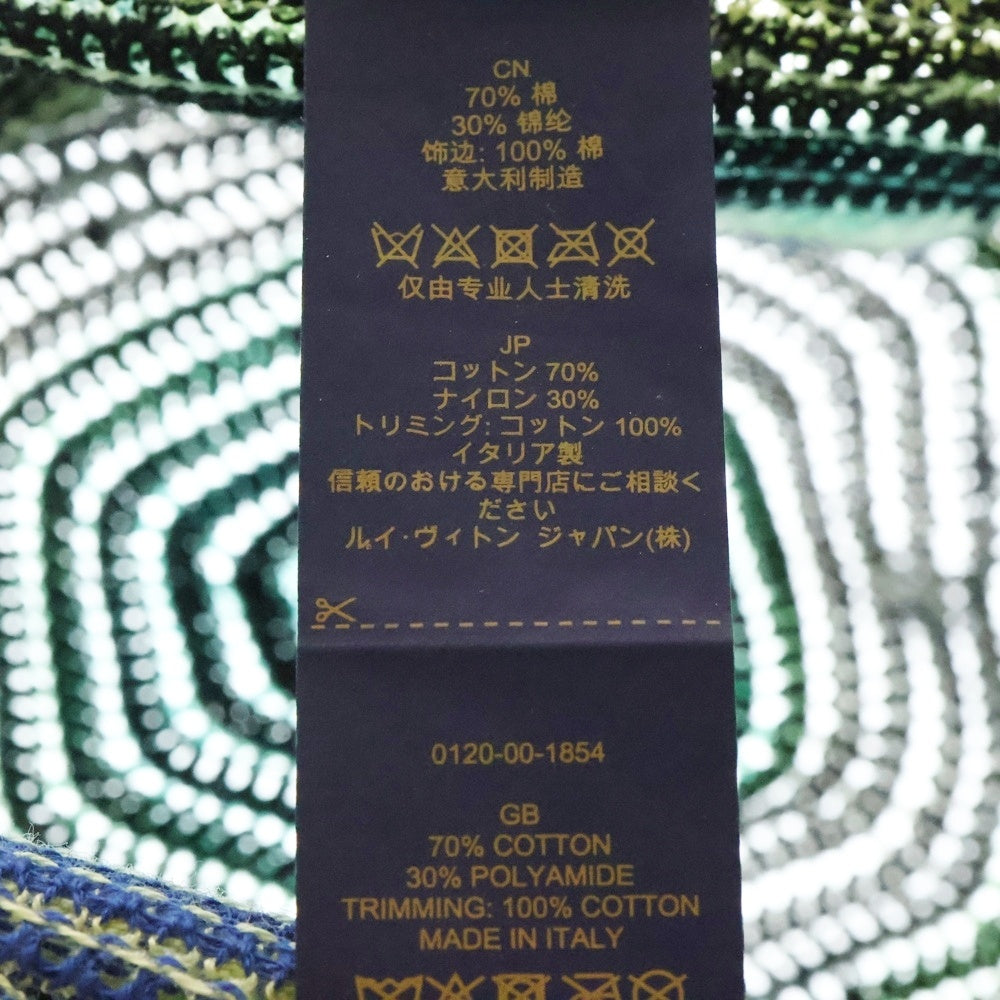 CN
70% 棉
30% 锦纶
饰边: 100% 棉
意大利制造
仅由专业人士清洗
JP
コットン 70%
ナイロン 30%
トリミング: コットン 100%
イタリア製
信頼のおける専門店にご相談く
ださい
ルイ・ヴィトン ジャパン(株)
0120-00-1854
GB
70% COTTON
30% POLYAMIDE
TRIMMING: 100% COTTON
MADE IN ITALY